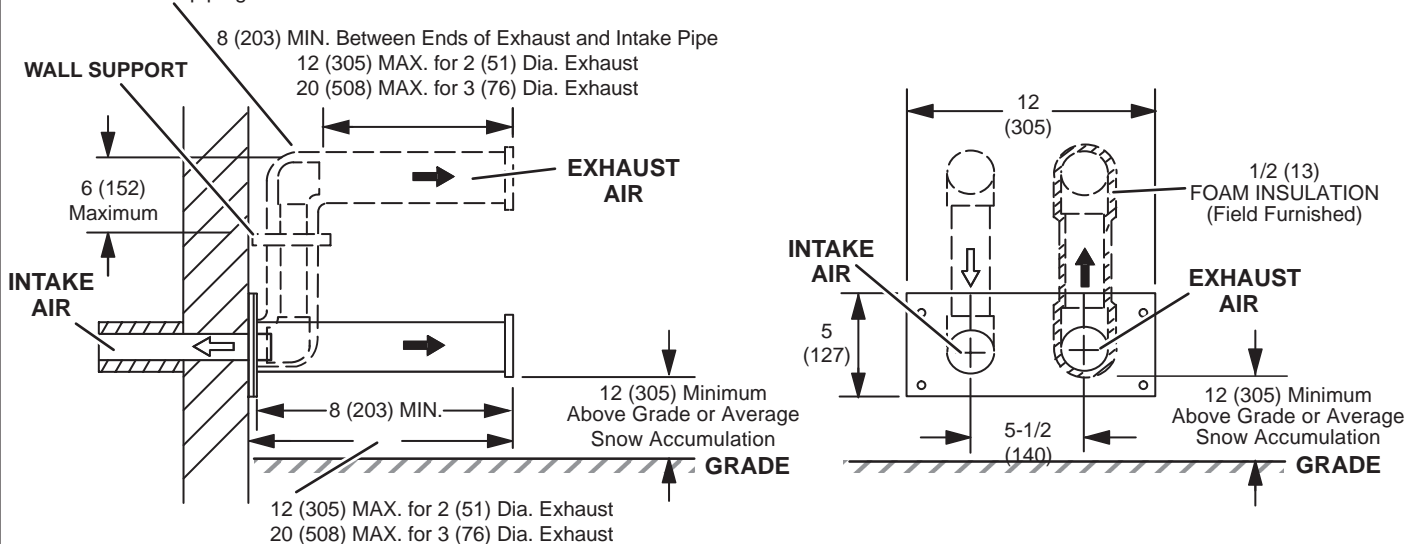 8 (203) MIN. Between Ends of Exhaust and Intake Pipe
12 (305) MAX. for 2 (51) Dia. Exhaust
20 (508) MAX. for 3 (76) Dia. Exhaust
WALL SUPPORT
6 (152)
Maximum
EXHAUST
AIR
INTAKE
AIR
8 (203) MIN.
12 (305) Minimum
Above Grade or Average
Snow Accumulation
GRADE
12 (305) MAX. for 2 (51) Dia. Exhaust
20 (508) MAX. for 3 (76) Dia. Exhaust
12
(305)
1/2 (13)
FOAM INSULATION
(Field Furnished)
INTAKE
AIR
EXHAUST
AIR
5
(127)
5-1/2
(140)
12 (305) Minimum
Above Grade or Average
Snow Accumulation
GRADE